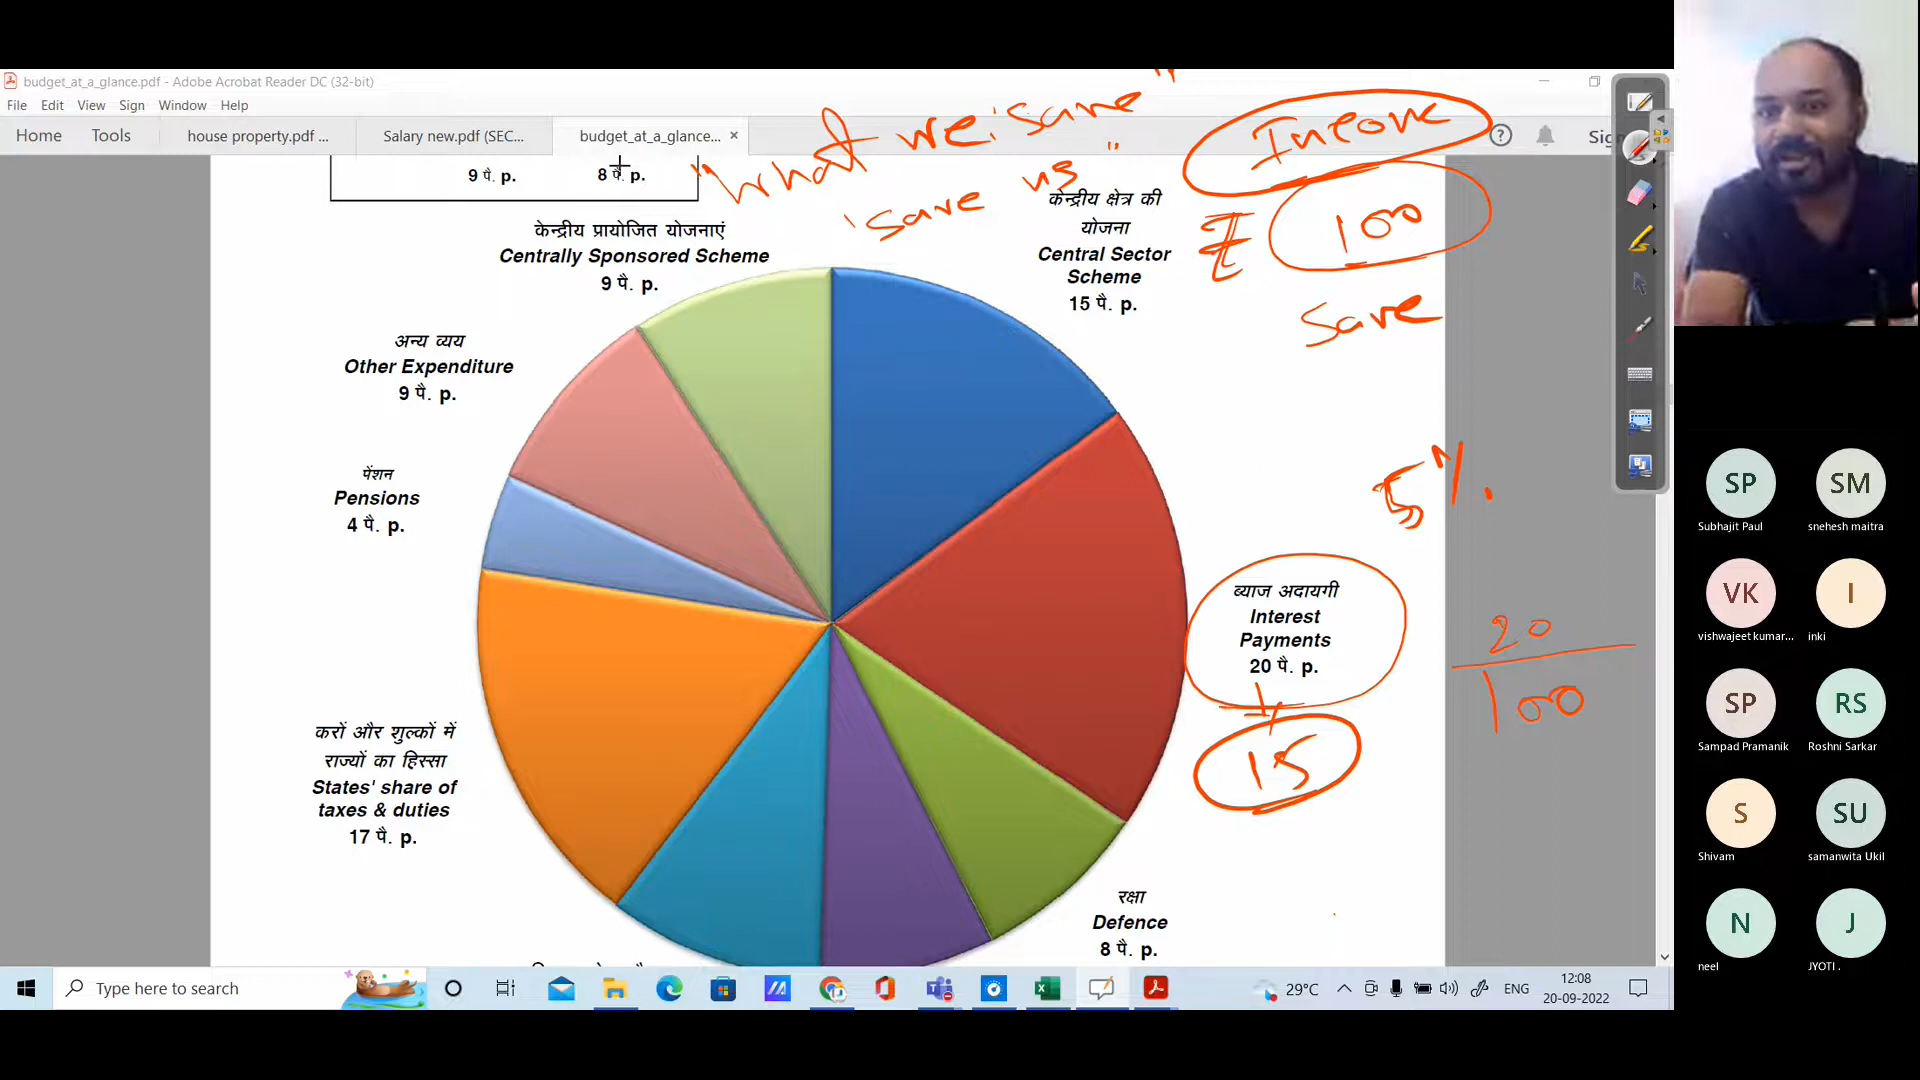 budget_at_a_glance.pdf - Adobe Acrobat Reader DC (32-bit)
File Edit View Sign Window Help
Home Tools house property.pdf ... Salary new.pdf (SEC... budget_at_a_glance... ×
9 पै. p. 8 पै. p.
"What we save"
'save us"
Income
₹ 100
save
केन्द्रीय प्रायोजित योजनाएं
Centrally Sponsored Scheme
9 पै. p.
केन्द्रीय क्षेत्र की
योजना
Central Sector
Scheme
15 पै. p.
अन्य व्यय
Other Expenditure
9 पै. p.
पेंशन
Pensions
4 पै. p.
5%.
ब्याज अदायगी
Interest
Payments
20 पै. p.
20
100
15
करों और शुल्कों में
राज्यों का हिस्सा
States' share of
taxes & duties
17 पै. p.
रक्षा
Defence
8 पै. p.
SP
Subhajit Paul
SM
snehesh maitra
VK
vishwajeet kumar...
I
inki
SP
Sampad Pramanik
RS
Roshni Sarkar
S
Shivam
SU
samanwita Ukil
N
neel
J
JYOTI .
Type here to search
29°C
ENG
12:08
20-09-2022